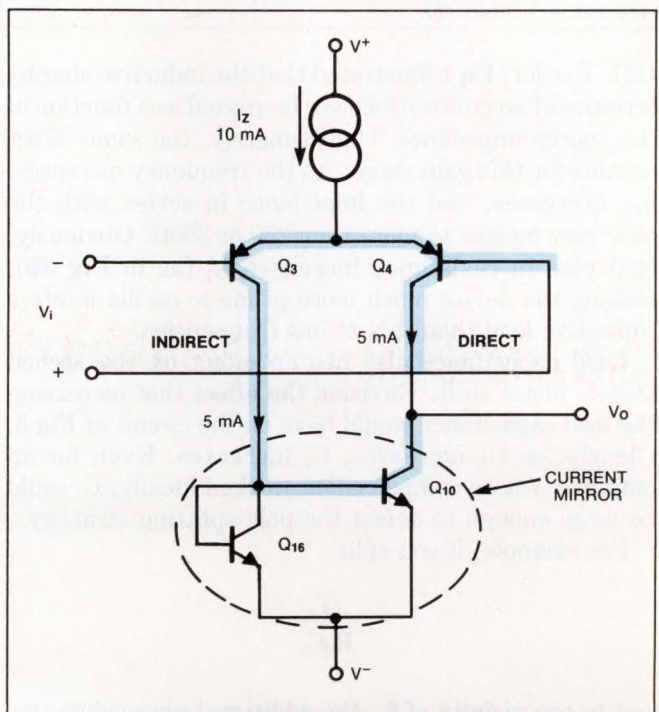 V+
IZ
10 mA
−
Q3
Q4
Vi
INDIRECT
5 mA
DIRECT
+
5 mA
VO
Q10
CURRENT
MIRROR
Q16
V−